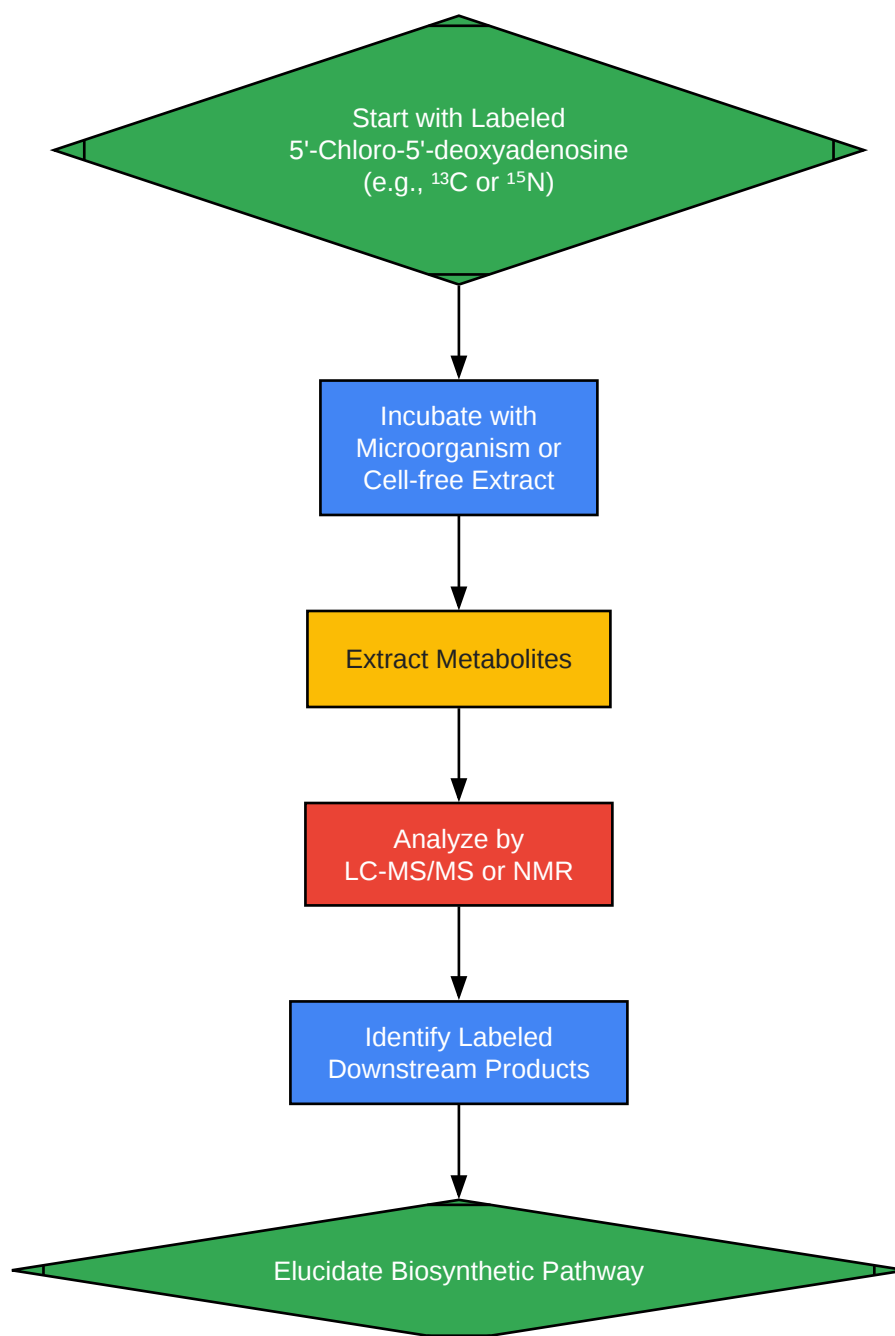 Start with Labeled
5'-Chloro-5'-deoxyadenosine
(e.g., ¹³C or ¹⁵N)
Incubate with
Microorganism or
Cell-free Extract
Extract Metabolites
Analyze by
LC-MS/MS or NMR
Identify Labeled
Downstream Products
Elucidate Biosynthetic Pathway